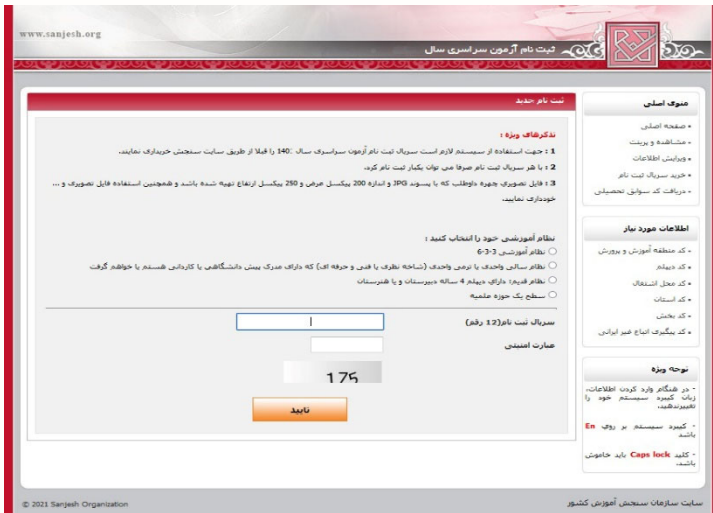 www.sanjesh.org
ثبت نام آزمون سراسری سال
منوی اصلی
• صفحه اصلی
• مشاهده و پرینت
• ویرایش اطلاعات
• خرید سریال ثبت نام
• دریافت کد سوابق تحصیلی
اطلاعات مورد نیاز
• کد منطقه آموزش و پرورش
• کد دیپلم
• کد محل اشتغال
• کد استان
• کد بخش
• کد پیگیری اتباع غیر ایرانی
توجه ویژه
- در هنگام وارد کردن اطلاعات،
زبان کیبرد سیستم خود را
تغییرندهید.
- کیبرد سیستم بر روی En
باشد
- کلید Caps lock باید خاموش
باشد.
ثبت نام جدید
تذکرهای ویژه :
1 : جهت استفاده از سیستم لازم است سریال ثبت نام آزمون سراسری سال 140 را قبلا از طریق سایت سنجش خریداری نمایند.
2 : با هر سریال ثبت نام صرفا می توان یکبار ثبت نام کرد.
3 : فایل تصویری چهره داوطلب که با پسوند JPG و اندازه 200 پیکسل عرض و 250 پیکسل ارتفاع تهیه شده باشد و همچنین استفاده فایل تصویری و ...
خودداری نمایید.
نظام آموزشی خود را انتخاب کنید :
نظام آموزشی 3-3-6
نظام سالی واحدی یا ترمی واحدی (شاخه نظری یا فنی و حرفه ای) که دارای مدرک پیش دانشگاهی یا کاردانی هستم یا خواهم گرفت
نظام قدیم: دارای دیپلم 4 ساله دبیرستان و یا هنرستان
سطح یک حوزه علمیه
سریال ثبت نام(12 رقم)
عبارت امنیتی
175
تایید
© 2021 Sanjesh Organization
سایت سازمان سنجش آموزش کشور